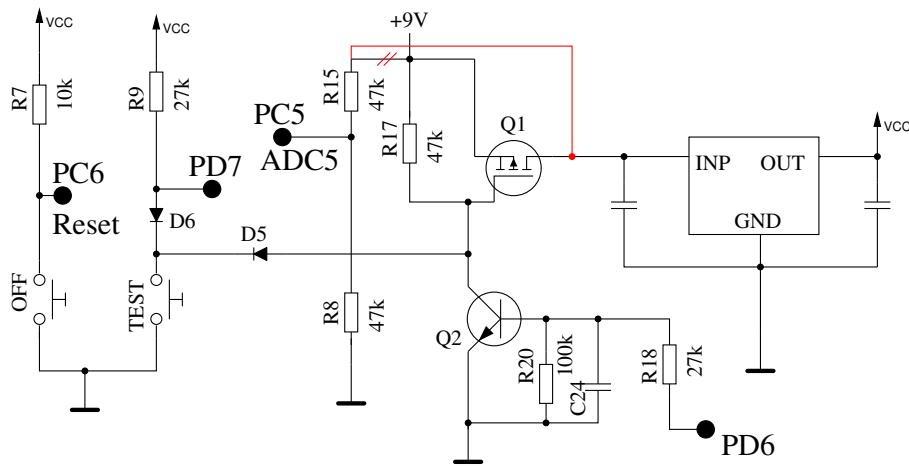 VCC
VCC
+9V
R7
10k
R9
27k
R15
47k
PC5
ADC5
R17
47k
Q1
VCC
INP
OUT
GND
PC6
Reset
PD7
D6
D5
OFF
TEST
R8
47k
Q2
R20
100k
C24
R18
27k
PD6